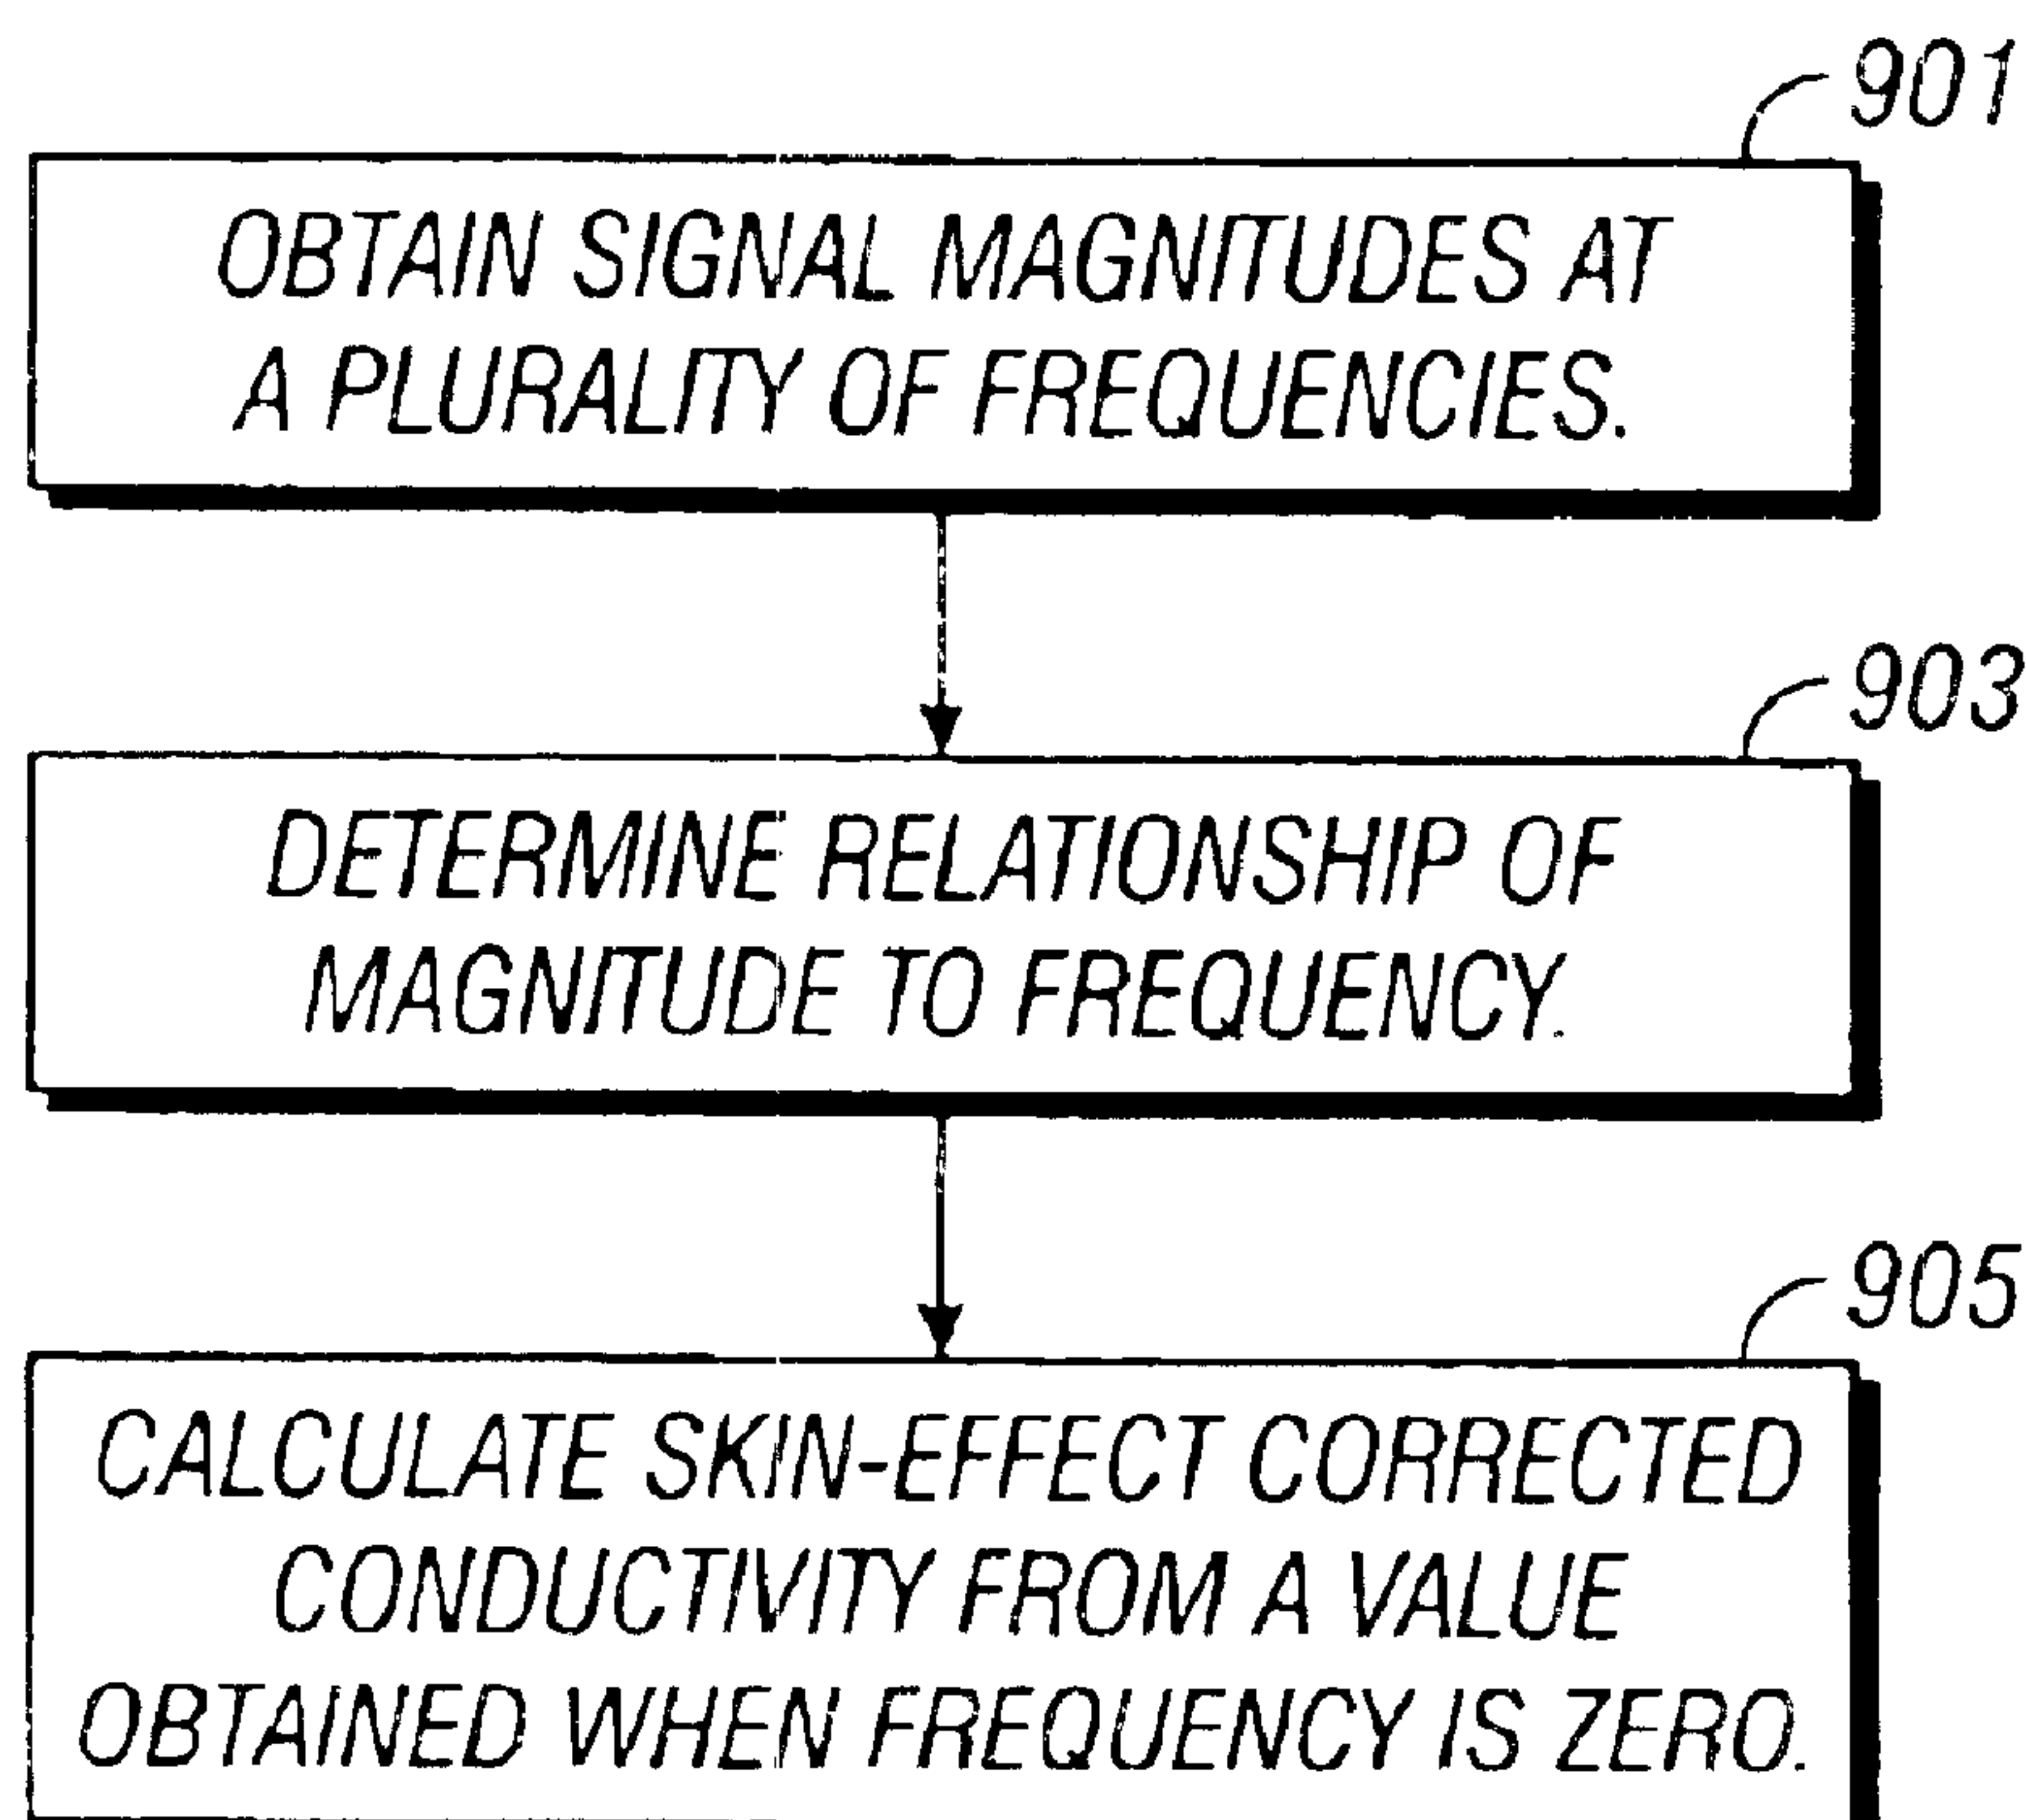 901
OBTAIN SIGNAL MAGNITUDES AT
A PLURALITY OF FREQUENCIES.
903
DETERMINE RELATIONSHIP OF
MAGNITUDE TO FREQUENCY.
905
CALCULATE SKIN-EFFECT CORRECTED
CONDUCTIVITY FROM A VALUE
OBTAINED WHEN FREQUENCY IS ZERO.